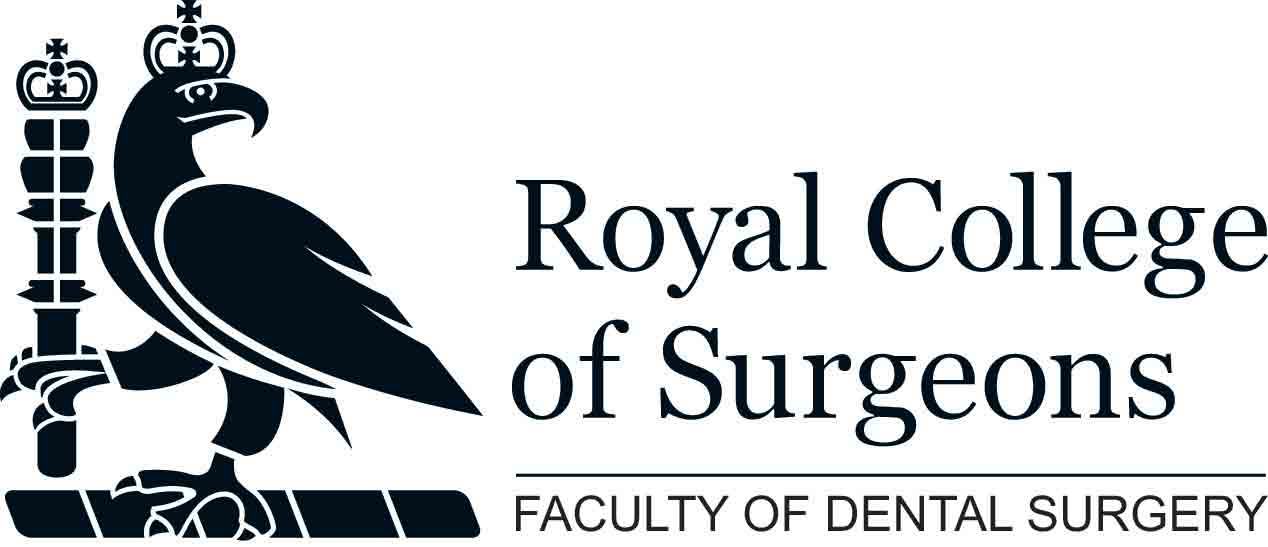 Royal College
of Surgeons
FACULTY OF DENTAL SURGERY